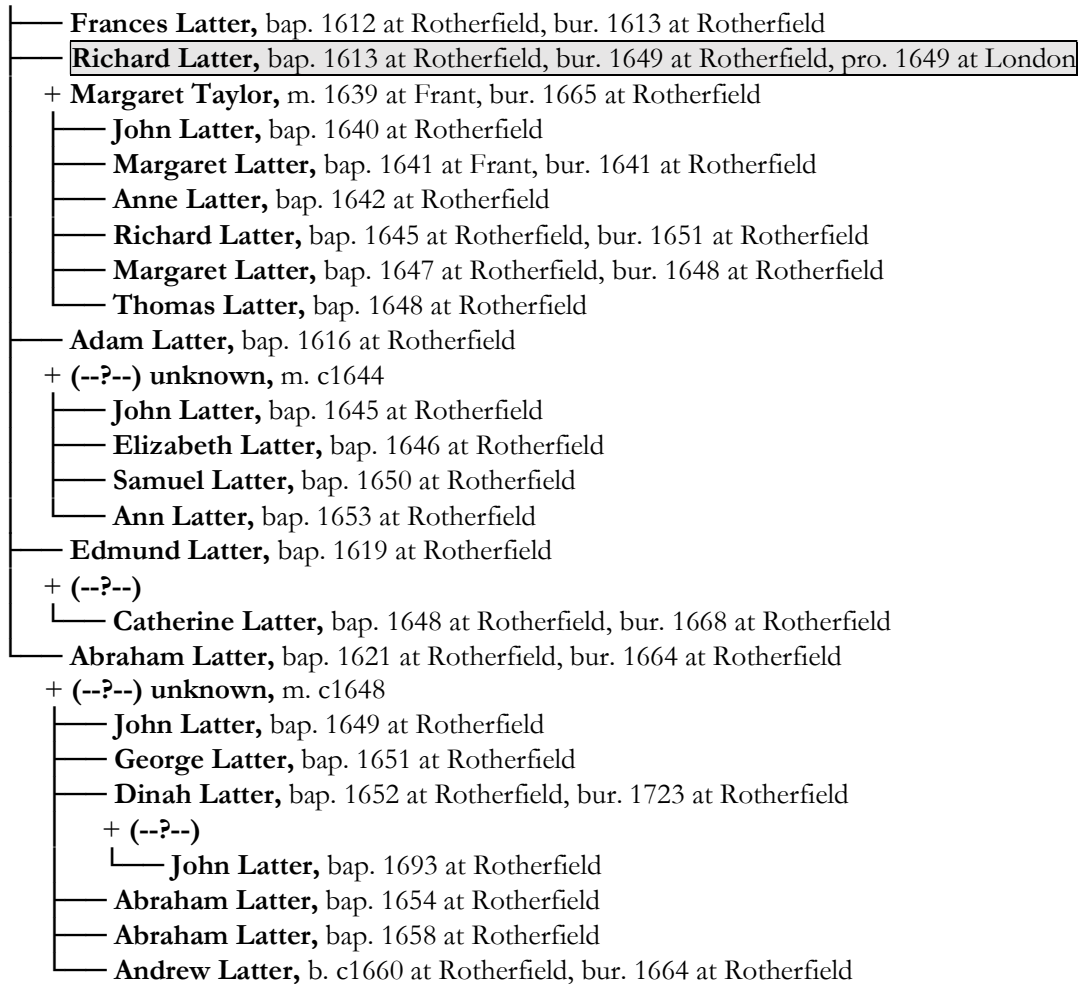 Frances Latter, bap. 1612 at Rotherfield, bur. 1613 at Rotherfield
Richard Latter, bap. 1613 at Rotherfield, bur. 1649 at Rotherfield, pro. 1649 at London
+ Margaret Taylor, m. 1639 at Frant, bur. 1665 at Rotherfield
John Latter, bap. 1640 at Rotherfield
Margaret Latter, bap. 1641 at Frant, bur. 1641 at Rotherfield
Anne Latter, bap. 1642 at Rotherfield
Richard Latter, bap. 1645 at Rotherfield, bur. 1651 at Rotherfield
Margaret Latter, bap. 1647 at Rotherfield, bur. 1648 at Rotherfield
Thomas Latter, bap. 1648 at Rotherfield
Adam Latter, bap. 1616 at Rotherfield
+ (--?--) unknown, m. c1644
John Latter, bap. 1645 at Rotherfield
Elizabeth Latter, bap. 1646 at Rotherfield
Samuel Latter, bap. 1650 at Rotherfield
Ann Latter, bap. 1653 at Rotherfield
Edmund Latter, bap. 1619 at Rotherfield
+ (--?--)
Catherine Latter, bap. 1648 at Rotherfield, bur. 1668 at Rotherfield
Abraham Latter, bap. 1621 at Rotherfield, bur. 1664 at Rotherfield
+ (--?--) unknown, m. c1648
John Latter, bap. 1649 at Rotherfield
George Latter, bap. 1651 at Rotherfield
Dinah Latter, bap. 1652 at Rotherfield, bur. 1723 at Rotherfield
+ (--?--)
John Latter, bap. 1693 at Rotherfield
Abraham Latter, bap. 1654 at Rotherfield
Abraham Latter, bap. 1658 at Rotherfield
Andrew Latter, b. c1660 at Rotherfield, bur. 1664 at Rotherfield